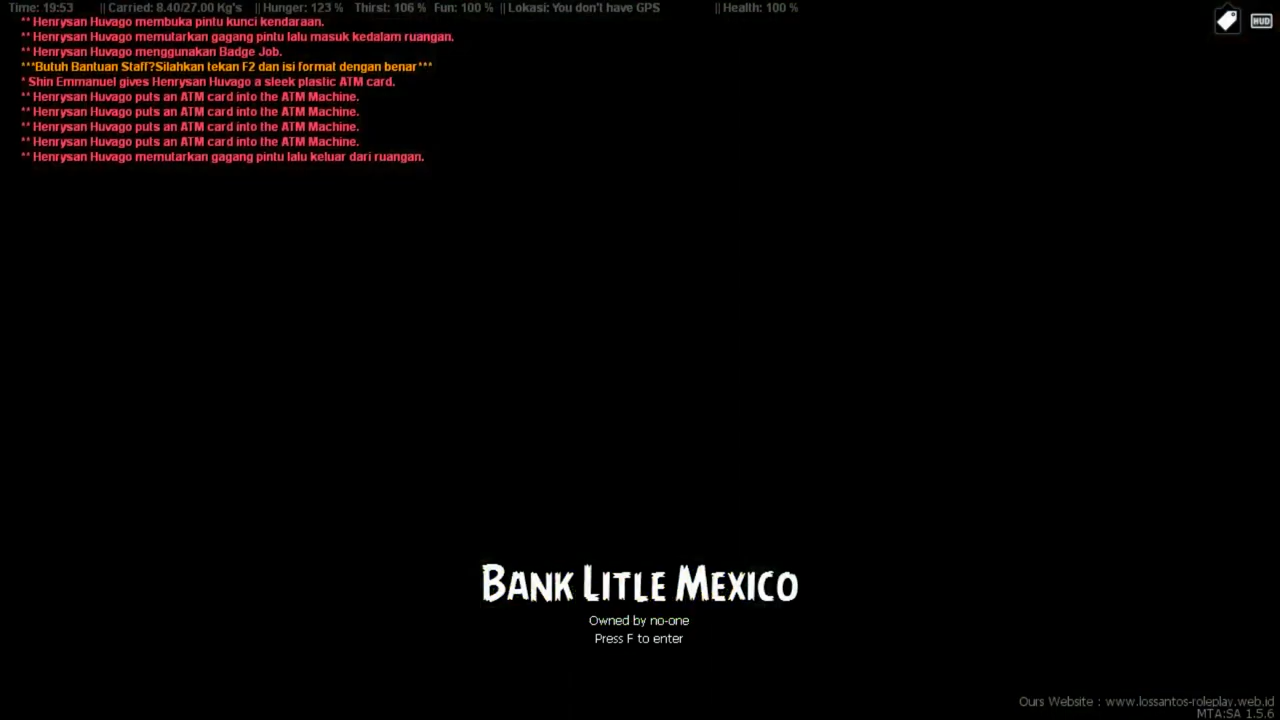 Time: 19:53 || Carried: 8.40/27.00 Kg's || Hunger: 123 % Thirst: 106 % Fun: 100 % || Lokasi: You don't have GPS || Health: 100 %
HUD
** Henrysan Huvago membuka pintu kunci kendaraan.
** Henrysan Huvago memutarkan gagang pintu lalu masuk kedalam ruangan.
** Henrysan Huvago menggunakan Badge Job.
***Butuh Bantuan Staff?Silahkan tekan F2 dan isi format dengan benar***
* Shin Emmanuel gives Henrysan Huvago a sleek plastic ATM card.
** Henrysan Huvago puts an ATM card into the ATM Machine.
** Henrysan Huvago puts an ATM card into the ATM Machine.
** Henrysan Huvago puts an ATM card into the ATM Machine.
** Henrysan Huvago puts an ATM card into the ATM Machine.
** Henrysan Huvago memutarkan gagang pintu lalu keluar dari ruangan.
BANK LITLE MEXICO
Owned by no-one
Press F to enter
Ours Website : www.lossantos-roleplay.web.id
MTA:SA 1.5.6